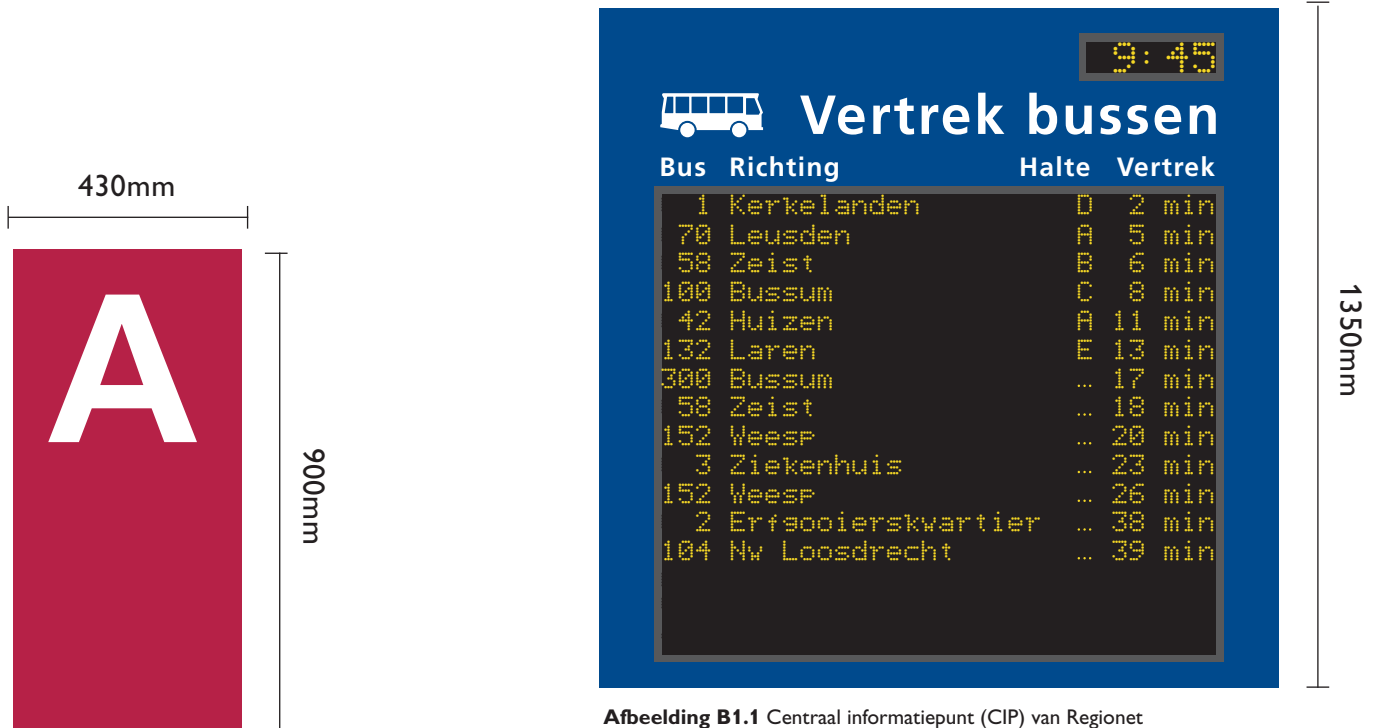 430mm
A
900mm
9:45
Vertrek bussen
Bus Richting Halte Vertrek
1 Kerkelanden D 2 min
70 Leusden A 5 min
58 Zeist B 6 min
100 Bussum C 8 min
42 Huizen A 11 min
132 Laren E 13 min
300 Bussum ... 17 min
58 Zeist ... 18 min
152 Weesp ... 20 min
3 Ziekenhuis ... 23 min
152 Weesp ... 26 min
2 Erfgooierskwartier ... 38 min
104 Nw Loosdrecht ... 39 min
1350mm
Afbeelding B1.1 Centraal informatiepunt (CIP) van Regionet